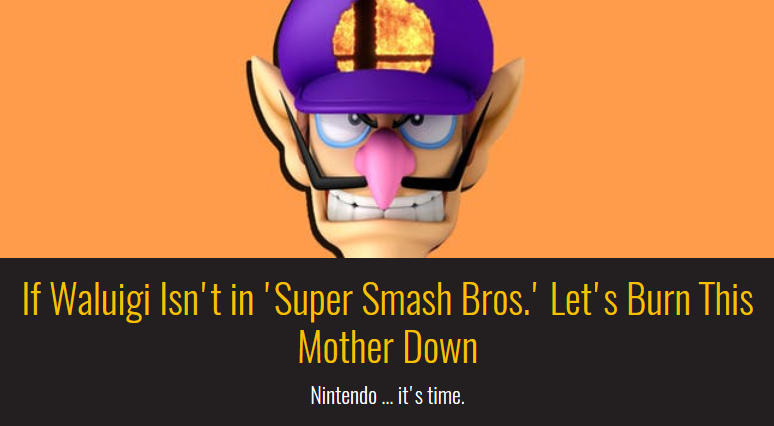 If Waluigi Isn't in 'Super Smash Bros.' Let's Burn This
Mother Down
Nintendo ... it's time.